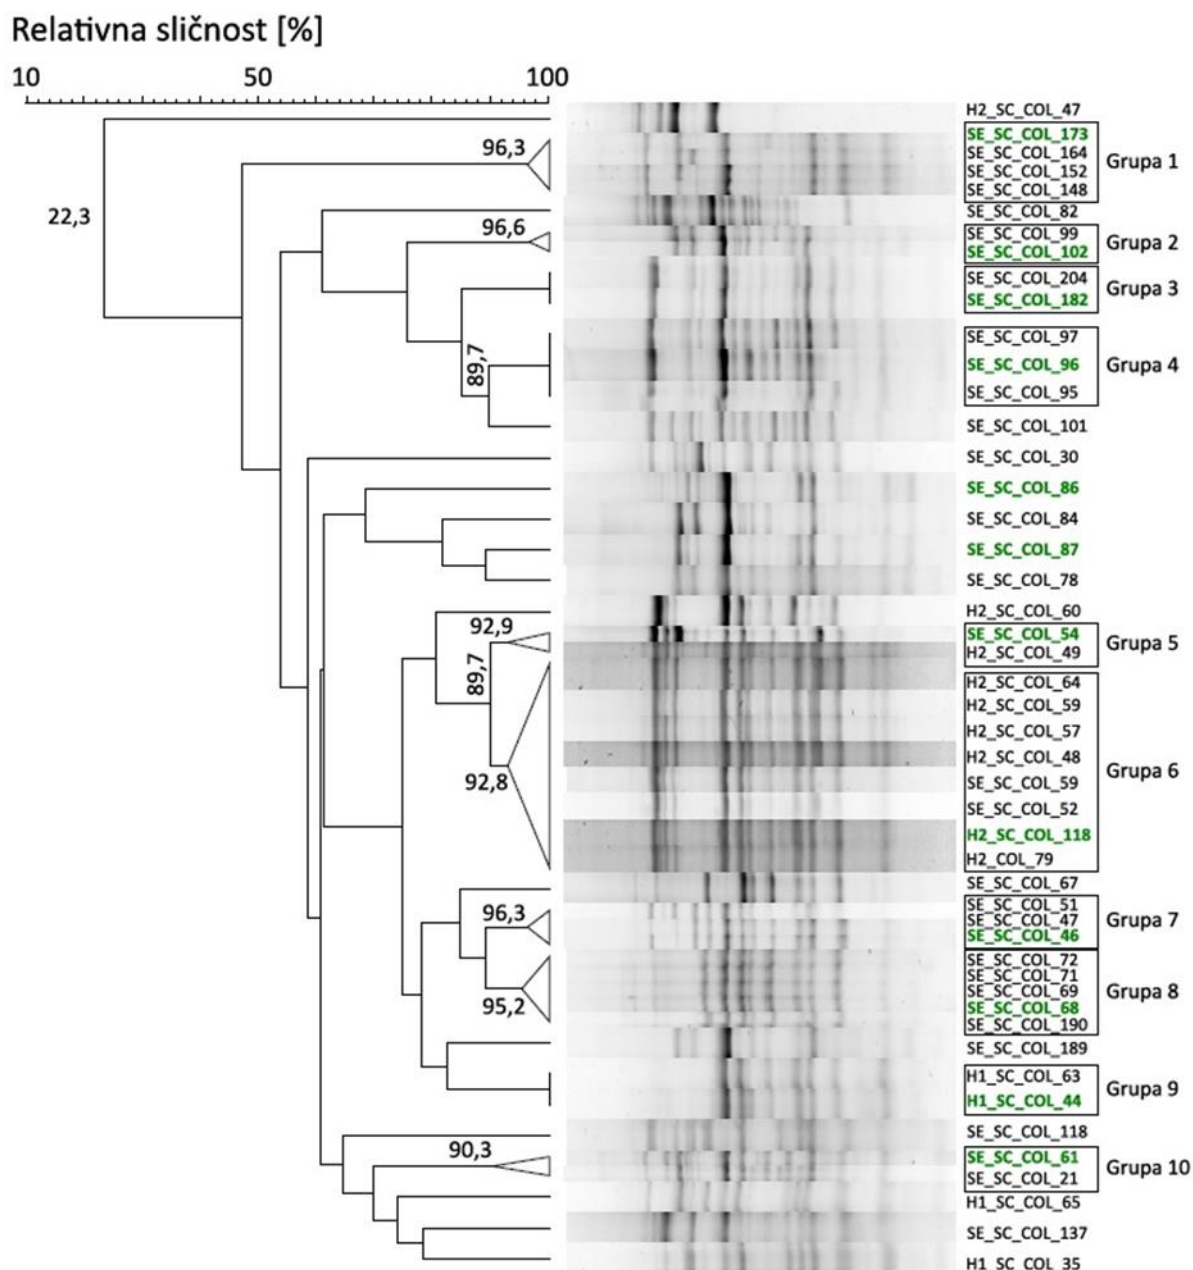 Relativna sličnost [%]
10 50 100
H2_SC_COL_47
96,3
SE_SC_COL_173
SE_SC_COL_164
Grupa 1
SE_SC_COL_152
SE_SC_COL_148
22,3
SE_SC_COL_82
96,6
SE_SC_COL_99
Grupa 2
SE_SC_COL_102
SE_SC_COL_204
Grupa 3
SE_SC_COL_182
SE_SC_COL_97
89,7
SE_SC_COL_96
Grupa 4
SE_SC_COL_95
SE_SC_COL_101
SE_SC_COL_30
SE_SC_COL_86
SE_SC_COL_84
SE_SC_COL_87
SE_SC_COL_78
H2_SC_COL_60
92,9
SE_SC_COL_54
Grupa 5
H2_SC_COL_49
89,7
H2_SC_COL_64
H2_SC_COL_59
H2_SC_COL_57
H2_SC_COL_48
Grupa 6
92,8
SE_SC_COL_59
SE_SC_COL_52
H2_SC_COL_118
H2_COL_79
SE_SC_COL_67
96,3
SE_SC_COL_51
SE_SC_COL_47
Grupa 7
SE_SC_COL_46
SE_SC_COL_72
SE_SC_COL_71
SE_SC_COL_69
Grupa 8
95,2
SE_SC_COL_68
SE_SC_COL_190
SE_SC_COL_189
H1_SC_COL_63
Grupa 9
H1_SC_COL_44
SE_SC_COL_118
90,3
SE_SC_COL_61
Grupa 10
SE_SC_COL_21
H1_SC_COL_65
SE_SC_COL_137
H1_SC_COL_35